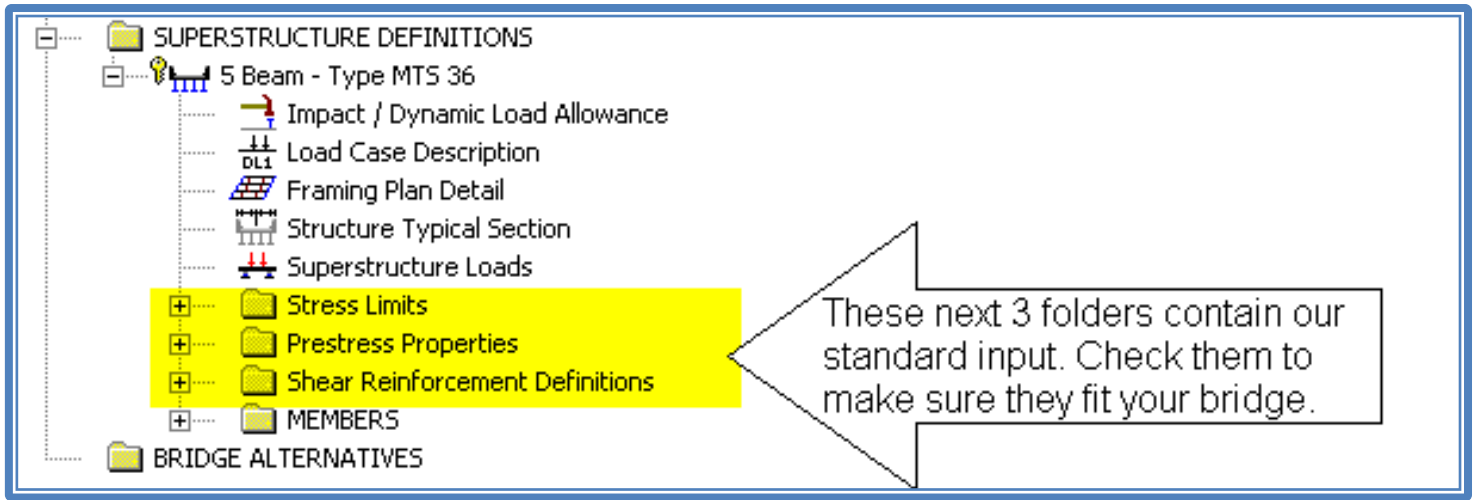 SUPERSTRUCTURE DEFINITIONS
5 Beam - Type MTS 36
Impact / Dynamic Load Allowance
DL1 Load Case Description
Framing Plan Detail
Structure Typical Section
Superstructure Loads
Stress Limits
Prestress Properties
Shear Reinforcement Definitions
MEMBERS
BRIDGE ALTERNATIVES
These next 3 folders contain our
standard input. Check them to
make sure they fit your bridge.